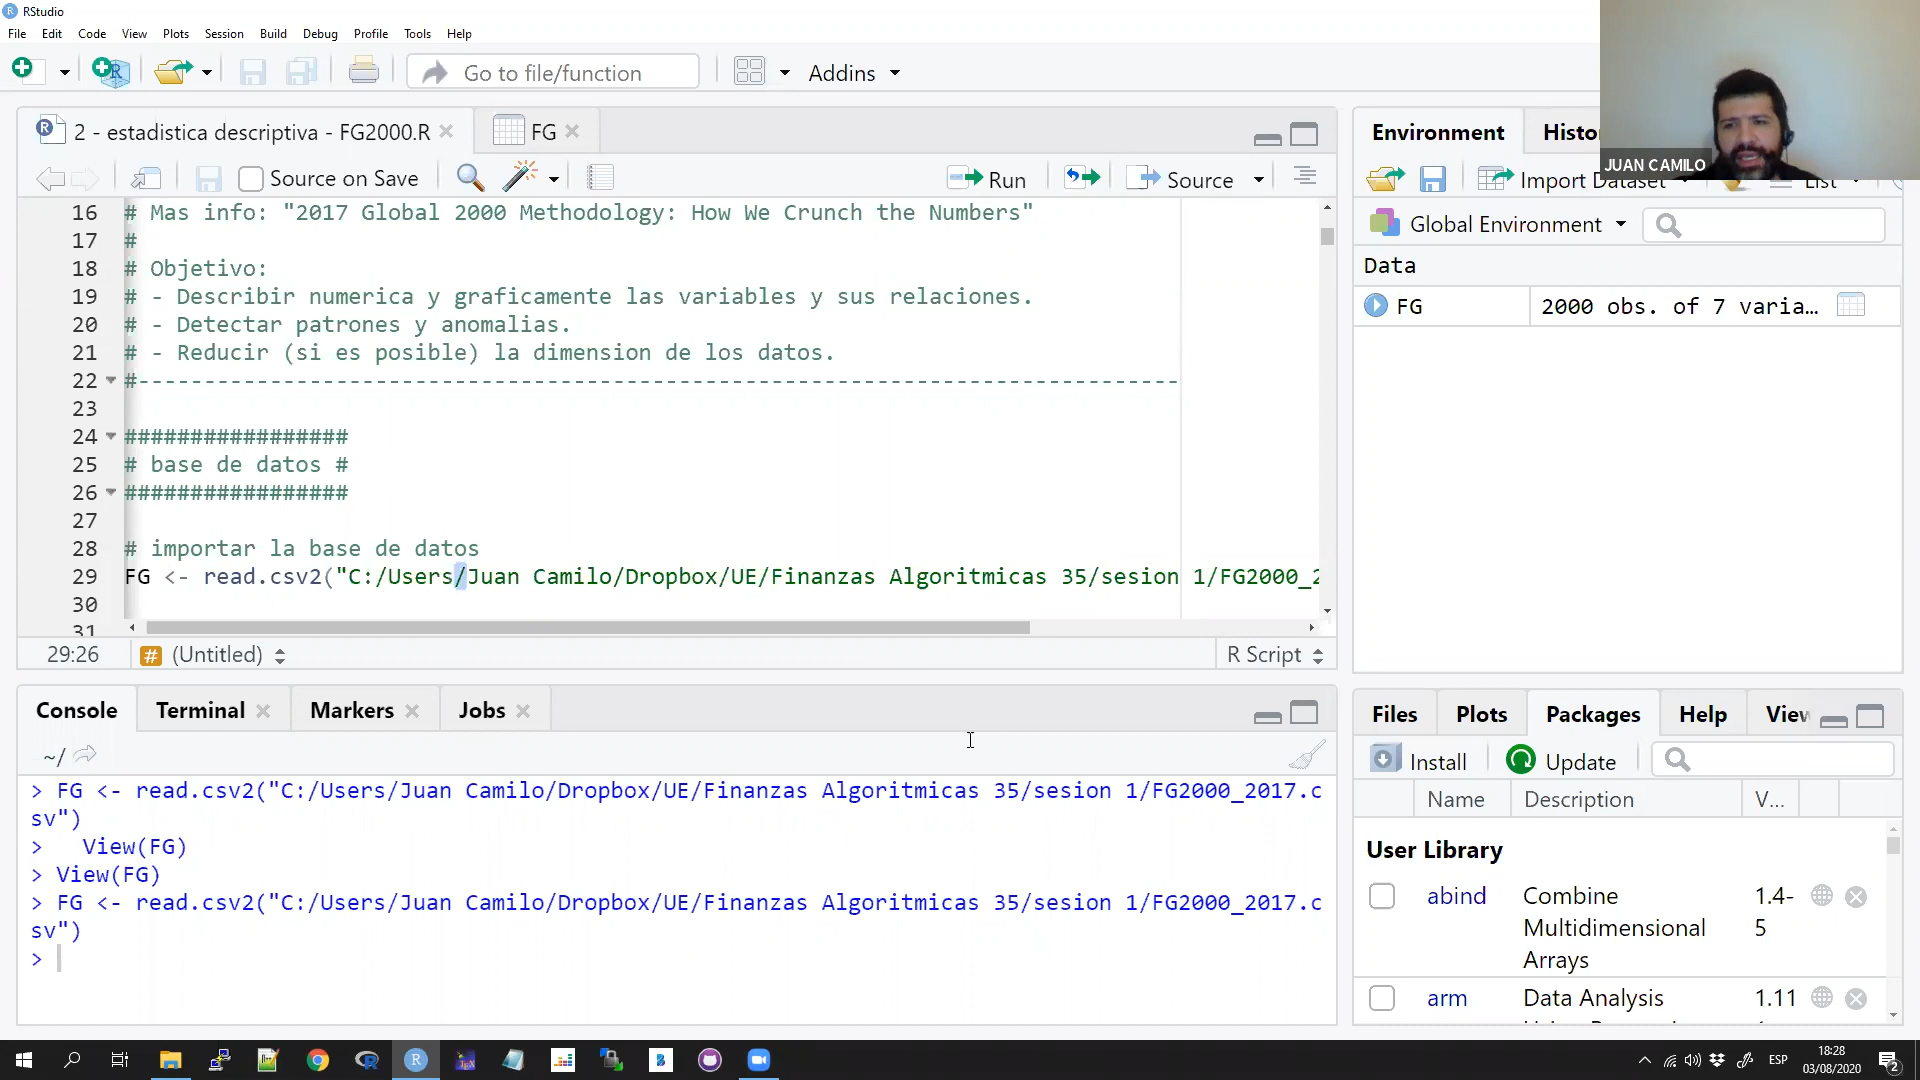 RStudio
File Edit Code View Plots Session Build Debug Profile Tools Help
Go to file/function Addins
JUAN CAMILO
2 - estadistica descriptiva - FG2000.R FG
Source on Save Run Source
16 # Mas info: "2017 Global 2000 Methodology: How We Crunch the Numbers"
17 #
18 # Objetivo:
19 # - Describir numerica y graficamente las variables y sus relaciones.
20 # - Detectar patrones y anomalias.
21 # - Reducir (si es posible) la dimension de los datos.
22 #-------------------------------------------------------------------------------
23
24 #################
25 # base de datos #
26 #################
27
28 # importar la base de datos
29 FG <- read.csv2("C:/Users/Juan Camilo/Dropbox/UE/Finanzas Algoritmicas 35/sesion 1/FG2000_2
30
31
29:26 # (Untitled) R Script
Console Terminal Markers Jobs
~/
> FG <- read.csv2("C:/Users/Juan Camilo/Dropbox/UE/Finanzas Algoritmicas 35/sesion 1/FG2000_2017.c
sv")
>   View(FG)
> View(FG)
> FG <- read.csv2("C:/Users/Juan Camilo/Dropbox/UE/Finanzas Algoritmicas 35/sesion 1/FG2000_2017.c
sv")
>
Environment Histo
Import Dataset List
Global Environment
Data
FG 2000 obs. of 7 varia…
Files Plots Packages Help View
Install Update
Name Description V...
User Library
abind Combine 1.4-
Multidimensional 5
Arrays
arm Data Analysis 1.11
ESP 18:28
03/08/2020 2